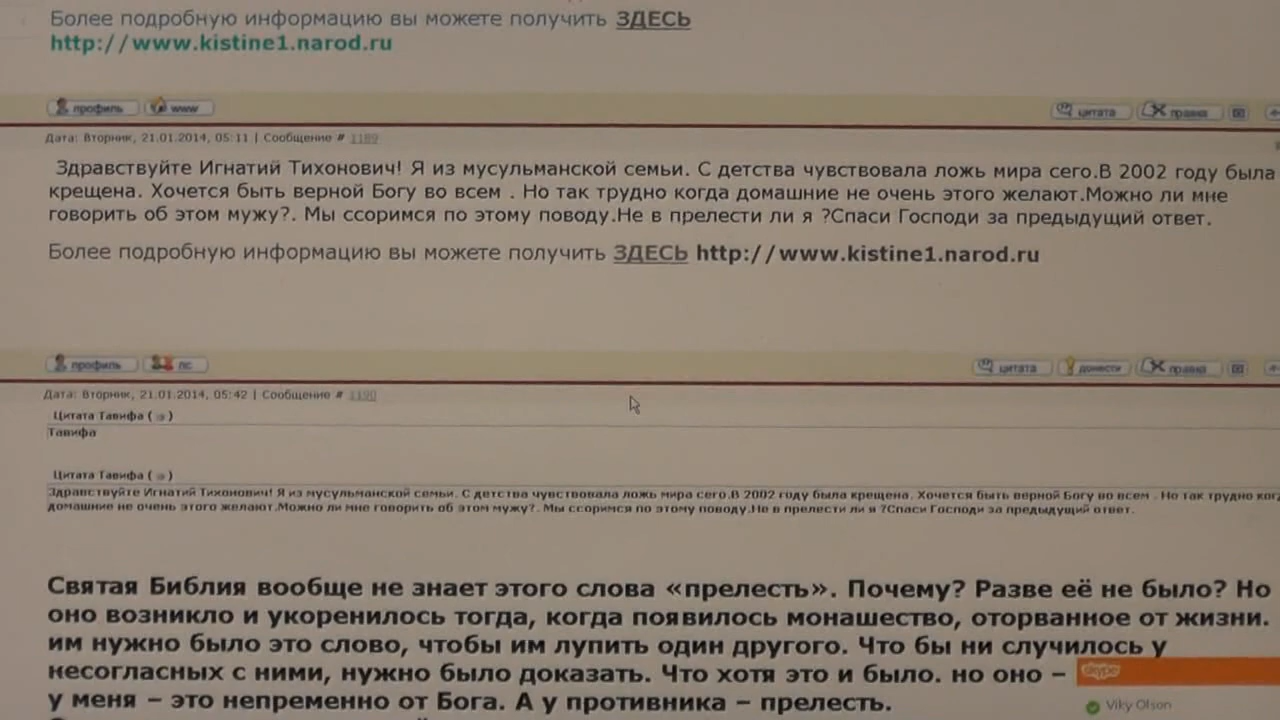 Более подробную информацию вы можете получить ЗДЕСЬ
http://www.kistine1.narod.ru
профиль www цитата правка
Дата: Вторник, 21.01.2014, 05:11 | Сообщение # 1189
Здравствуйте Игнатий Тихонович! Я из мусульманской семьи. С детства чувствовала ложь мира сего.В 2002 году была
крещена. Хочется быть верной Богу во всем . Но так трудно когда домашние не очень этого желают.Можно ли мне
говорить об этом мужу?. Мы ссоримся по этому поводу.Не в прелести ли я ?Спаси Господи за предыдущий ответ.
Более подробную информацию вы можете получить ЗДЕСЬ http://www.kistine1.narod.ru
профиль лс цитата донести правка
Дата: Вторник, 21.01.2014, 05:42 | Сообщение # 1190
Цитата Тавифа ( )
Тавифа
Цитата Тавифа ( )
Здравствуйте Игнатий Тихонович! Я из мусульманской семьи. С детства чувствовала ложь мира сего.В 2002 году была крещена. Хочется быть верной Богу во всем . Но так трудно ког
домашние не очень этого желают.Можно ли мне говорить об этом мужу?. Мы ссоримся по этому поводу.Не в прелести ли я ?Спаси Господи за предыдущий ответ.
Святая Библия вообще не знает этого слова «прелесть». Почему? Разве её не было? Но
оно возникло и укоренилось тогда, когда появилось монашество, оторванное от жизни.
им нужно было это слово, чтобы им лупить один другого. Что бы ни случилось у
несогласных с ними, нужно было доказать. Что хотя это и было. но оно –
skype
у меня – это непременно от Бога. А у противника – прелесть.
Viky Olson